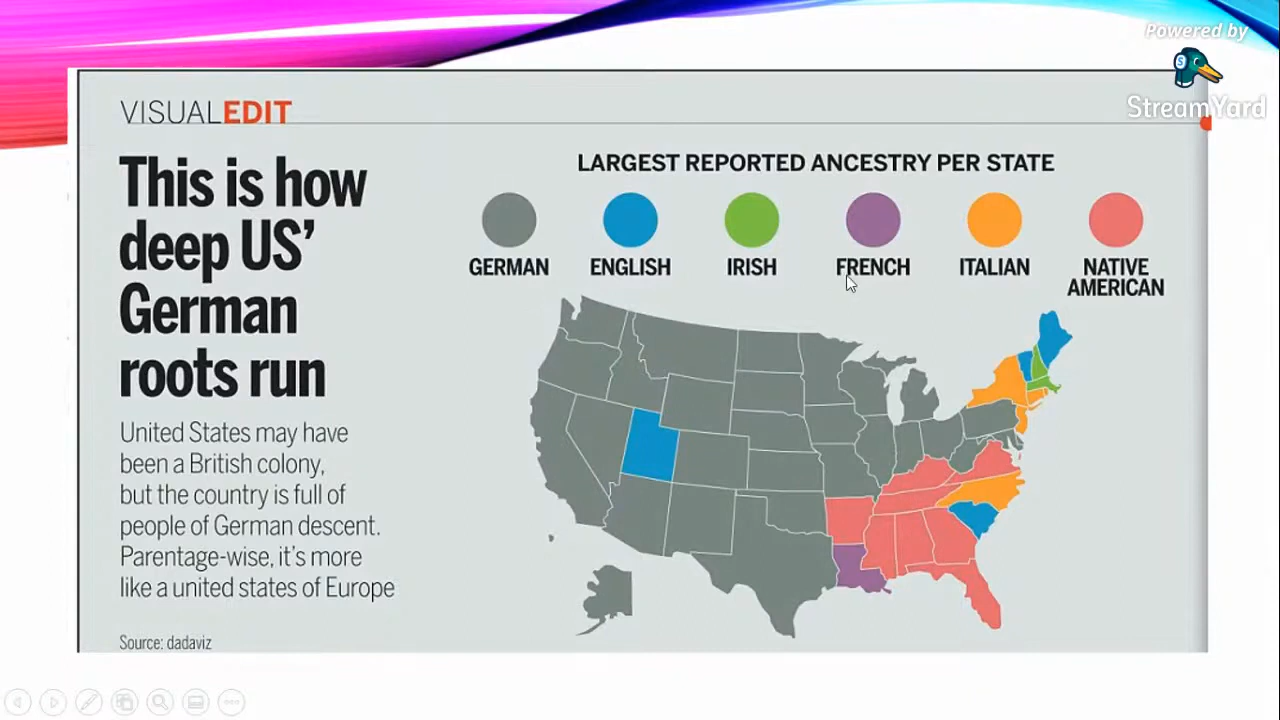 Powered by
StreamYard
VISUALEDIT
This is how
deep US’
German
roots run
United States may have
been a British colony,
but the country is full of
people of German descent.
Parentage-wise, it’s more
like a united states of Europe
Source: dadaviz
LARGEST REPORTED ANCESTRY PER STATE
GERMAN
ENGLISH
IRISH
FRENCH
ITALIAN
NATIVE
AMERICAN